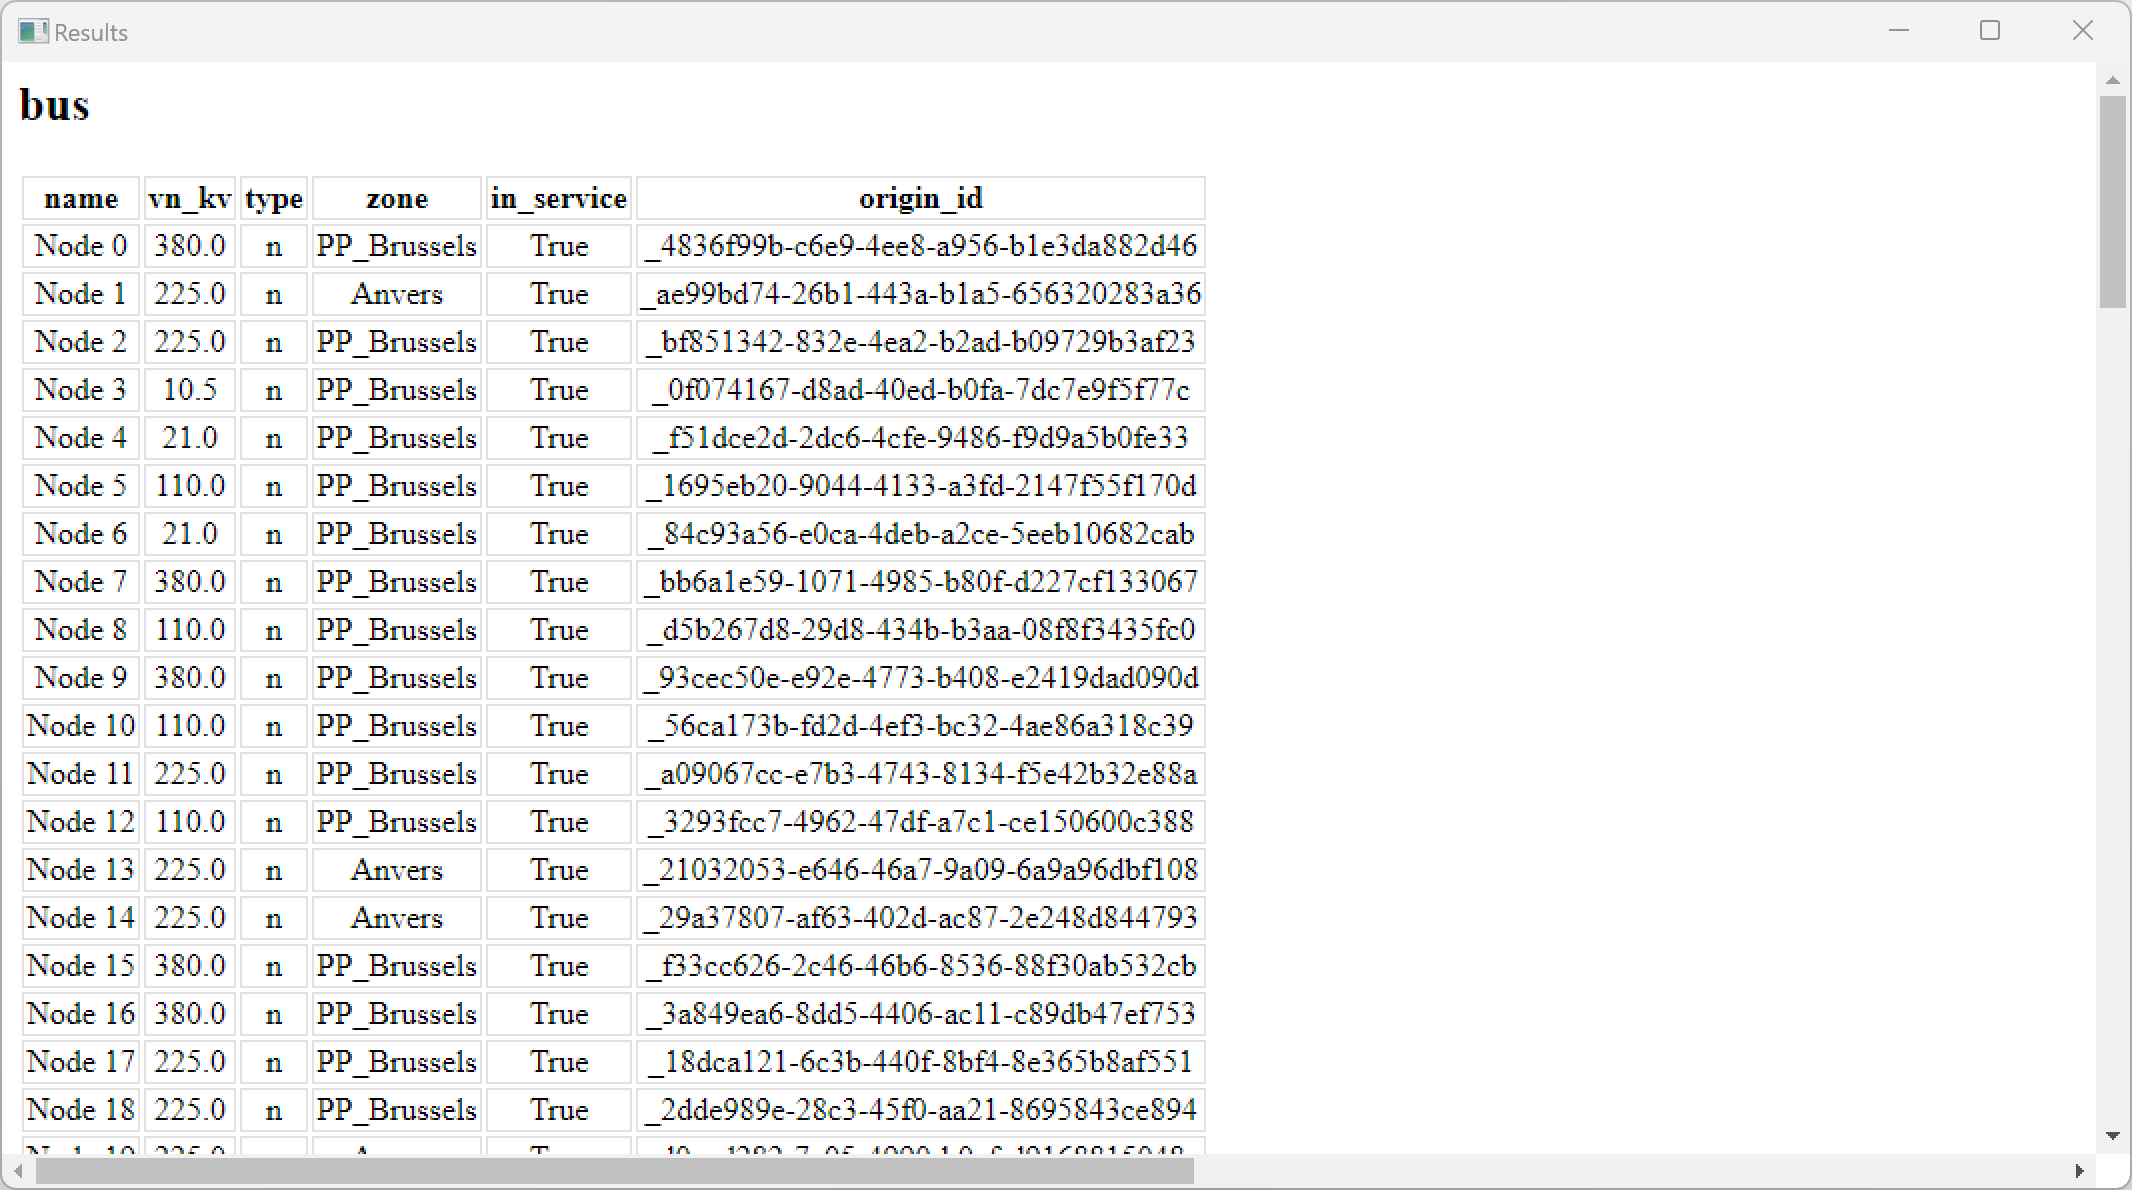 Results
bus
name vn_kv type zone in_service origin_id
Node 0 380.0 n PP_Brussels True _4836f99b-c6e9-4ee8-a956-b1e3da882d46
Node 1 225.0 n Anvers True _ae99bd74-26b1-443a-b1a5-656320283a36
Node 2 225.0 n PP_Brussels True _bf851342-832e-4ea2-b2ad-b09729b3af23
Node 3 10.5 n PP_Brussels True _0f074167-d8ad-40ed-b0fa-7dc7e9f5f77c
Node 4 21.0 n PP_Brussels True _f51dce2d-2dc6-4cfe-9486-f9d9a5b0fe33
Node 5 110.0 n PP_Brussels True _1695eb20-9044-4133-a3fd-2147f55f170d
Node 6 21.0 n PP_Brussels True _84c93a56-e0ca-4deb-a2ce-5eeb10682cab
Node 7 380.0 n PP_Brussels True _bb6a1e59-1071-4985-b80f-d227cf133067
Node 8 110.0 n PP_Brussels True _d5b267d8-29d8-434b-b3aa-08f8f3435fc0
Node 9 380.0 n PP_Brussels True _93cec50e-e92e-4773-b408-e2419dad090d
Node 10 110.0 n PP_Brussels True _56ca173b-fd2d-4ef3-bc32-4ae86a318c39
Node 11 225.0 n PP_Brussels True _a09067cc-e7b3-4743-8134-f5e42b32e88a
Node 12 110.0 n PP_Brussels True _3293fcc7-4962-47df-a7c1-ce150600c388
Node 13 225.0 n Anvers True _21032053-e646-46a7-9a09-6a9a96dbf108
Node 14 225.0 n Anvers True _29a37807-af63-402d-ac87-2e248d844793
Node 15 380.0 n PP_Brussels True _f33cc626-2c46-46b6-8536-88f30ab532cb
Node 16 380.0 n PP_Brussels True _3a849ea6-8dd5-4406-ac11-c89db47ef753
Node 17 225.0 n PP_Brussels True _18dca121-6c3b-440f-8bf4-8e365b8af551
Node 18 225.0 n PP_Brussels True _2dde989e-28c3-45f0-aa21-8695843ce894